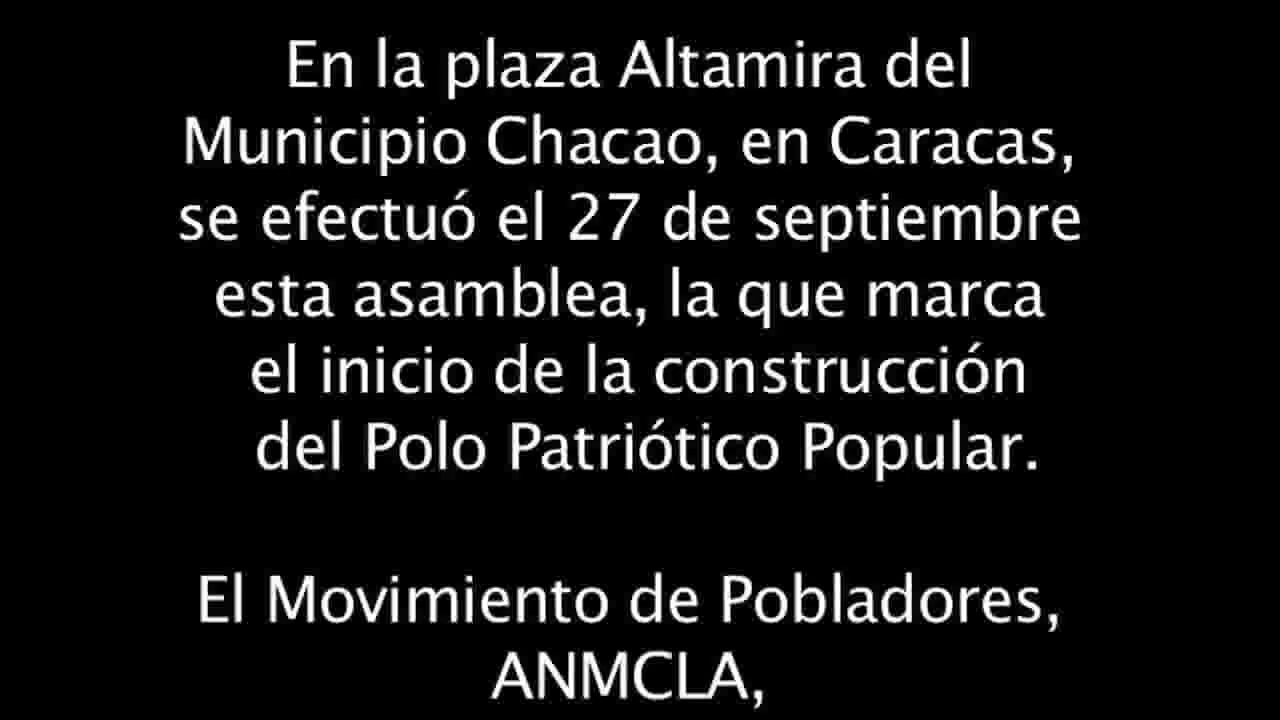 En la plaza Altamira del
Municipio Chacao, en Caracas,
se efectuó el 27 de septiembre
esta asamblea, la que marca
el inicio de la construcción
del Polo Patriótico Popular.
El Movimiento de Pobladores,
ANMCLA,